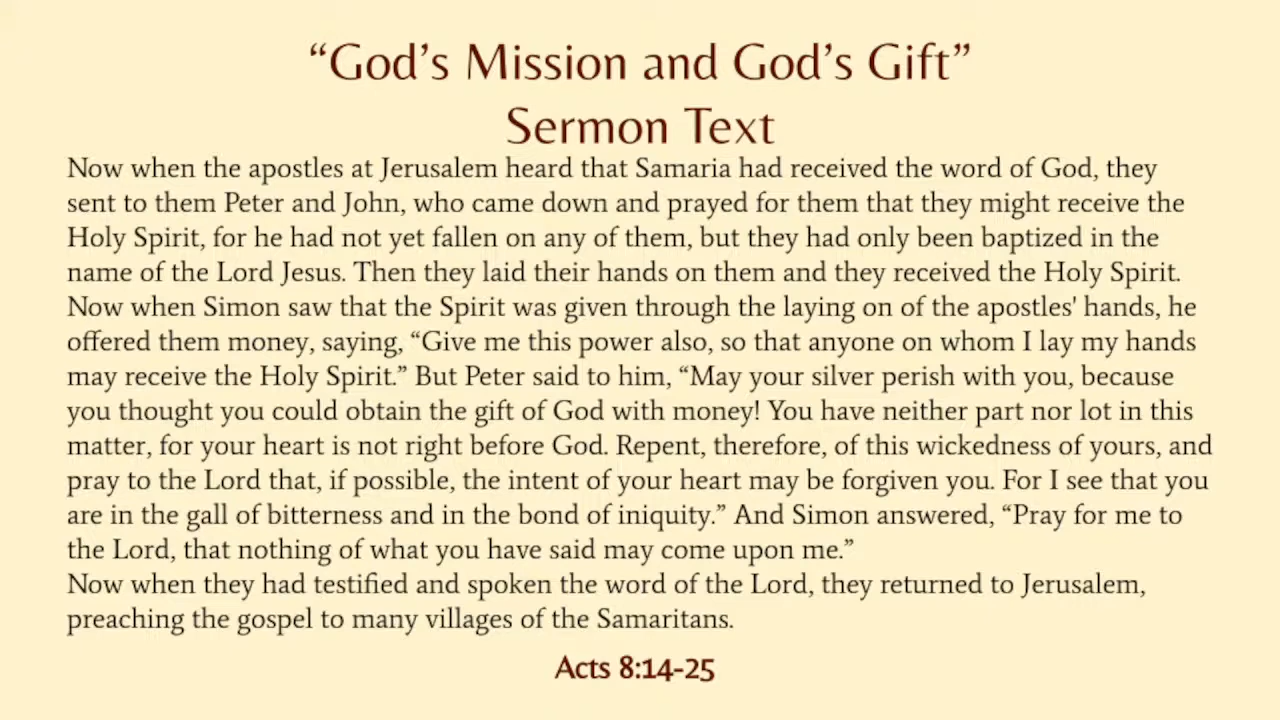 “God’s Mission and God’s Gift”
Sermon Text
Now when the apostles at Jerusalem heard that Samaria had received the word of God, they
sent to them Peter and John, who came down and prayed for them that they might receive the
Holy Spirit, for he had not yet fallen on any of them, but they had only been baptized in the
name of the Lord Jesus. Then they laid their hands on them and they received the Holy Spirit.
Now when Simon saw that the Spirit was given through the laying on of the apostles' hands, he
offered them money, saying, “Give me this power also, so that anyone on whom I lay my hands
may receive the Holy Spirit.” But Peter said to him, “May your silver perish with you, because
you thought you could obtain the gift of God with money! You have neither part nor lot in this
matter, for your heart is not right before God. Repent, therefore, of this wickedness of yours, and
pray to the Lord that, if possible, the intent of your heart may be forgiven you. For I see that you
are in the gall of bitterness and in the bond of iniquity.” And Simon answered, “Pray for me to
the Lord, that nothing of what you have said may come upon me.”
Now when they had testified and spoken the word of the Lord, they returned to Jerusalem,
preaching the gospel to many villages of the Samaritans.
Acts 8:14-25